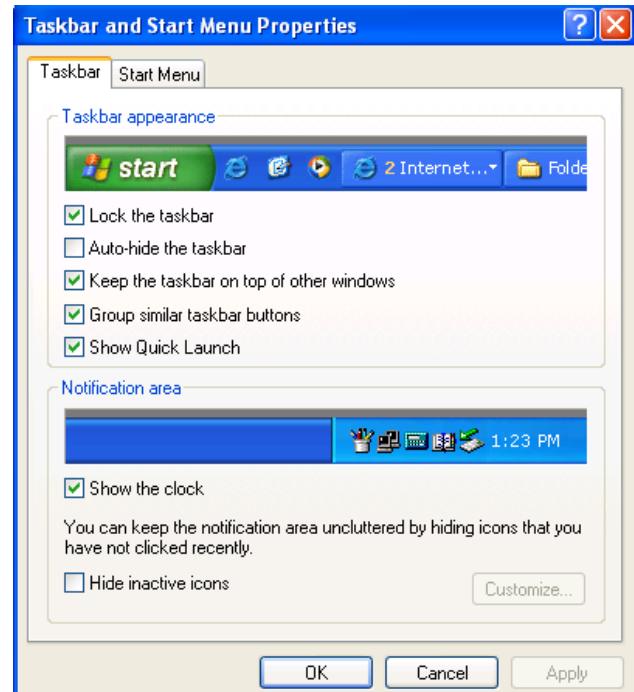 Taskbar and Start Menu Properties
Taskbar
Start Menu
Taskbar appearance
start
2 Internet...
Folde
Lock the taskbar
Auto-hide the taskbar
Keep the taskbar on top of other windows
Group similar taskbar buttons
Show Quick Launch
Notification area
1:23 PM
Show the clock
You can keep the notification area uncluttered by hiding icons that you
have not clicked recently.
Hide inactive icons
Customize...
OK
Cancel
Apply